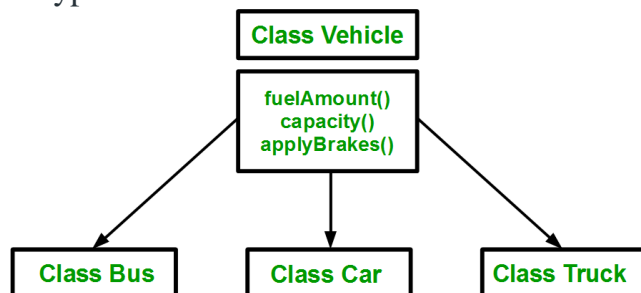 Class Vehicle
fuelAmount()
capacity()
applyBrakes()
Class Bus
Class Car
Class Truck